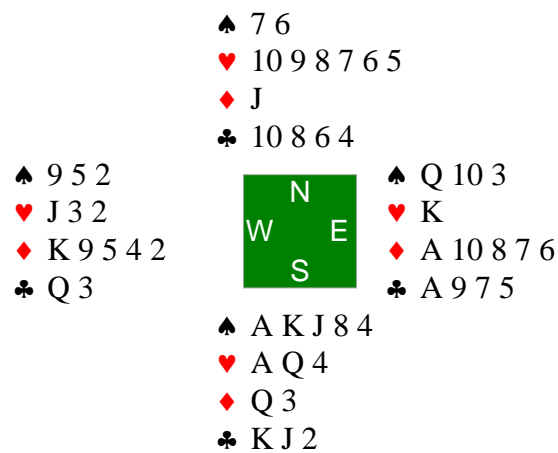 ♠ 7 6
♥ 10 9 8 7 6 5
♦ J
♣ 10 8 6 4
♠ 9 5 2
♥ J 3 2
♦ K 9 5 4 2
♣ Q 3
N
W E
S
♠ Q 10 3
♥ K
♦ A 10 8 7 6
♣ A 9 7 5
♠ A K J 8 4
♥ A Q 4
♦ Q 3
♣ K J 2